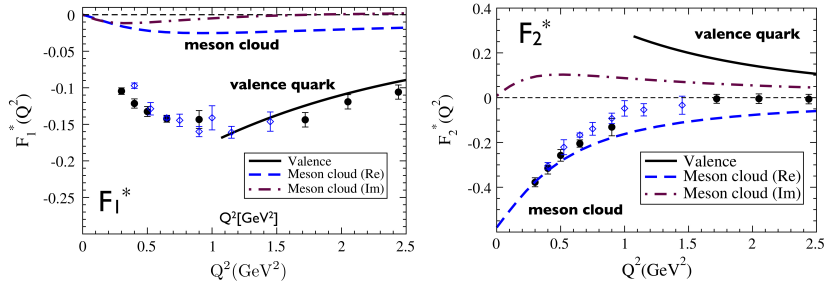 0
-0.05
-0.1
-0.15
-0.2
-0.25
F₁*(Q²)
meson cloud
valence quark
Valence
Meson cloud (Re)
Meson cloud (Im)
F₁*
Q²[GeV²]
0 0.5 1 1.5 2 2.5
Q²(GeV²)
0.4
0.2
0
-0.2
-0.4
F₂*(Q²)
F₂*
valence quark
Valence
Meson cloud (Re)
Meson cloud (Im)
meson cloud
0 0.5 1 1.5 2 2.5
Q²(GeV²)